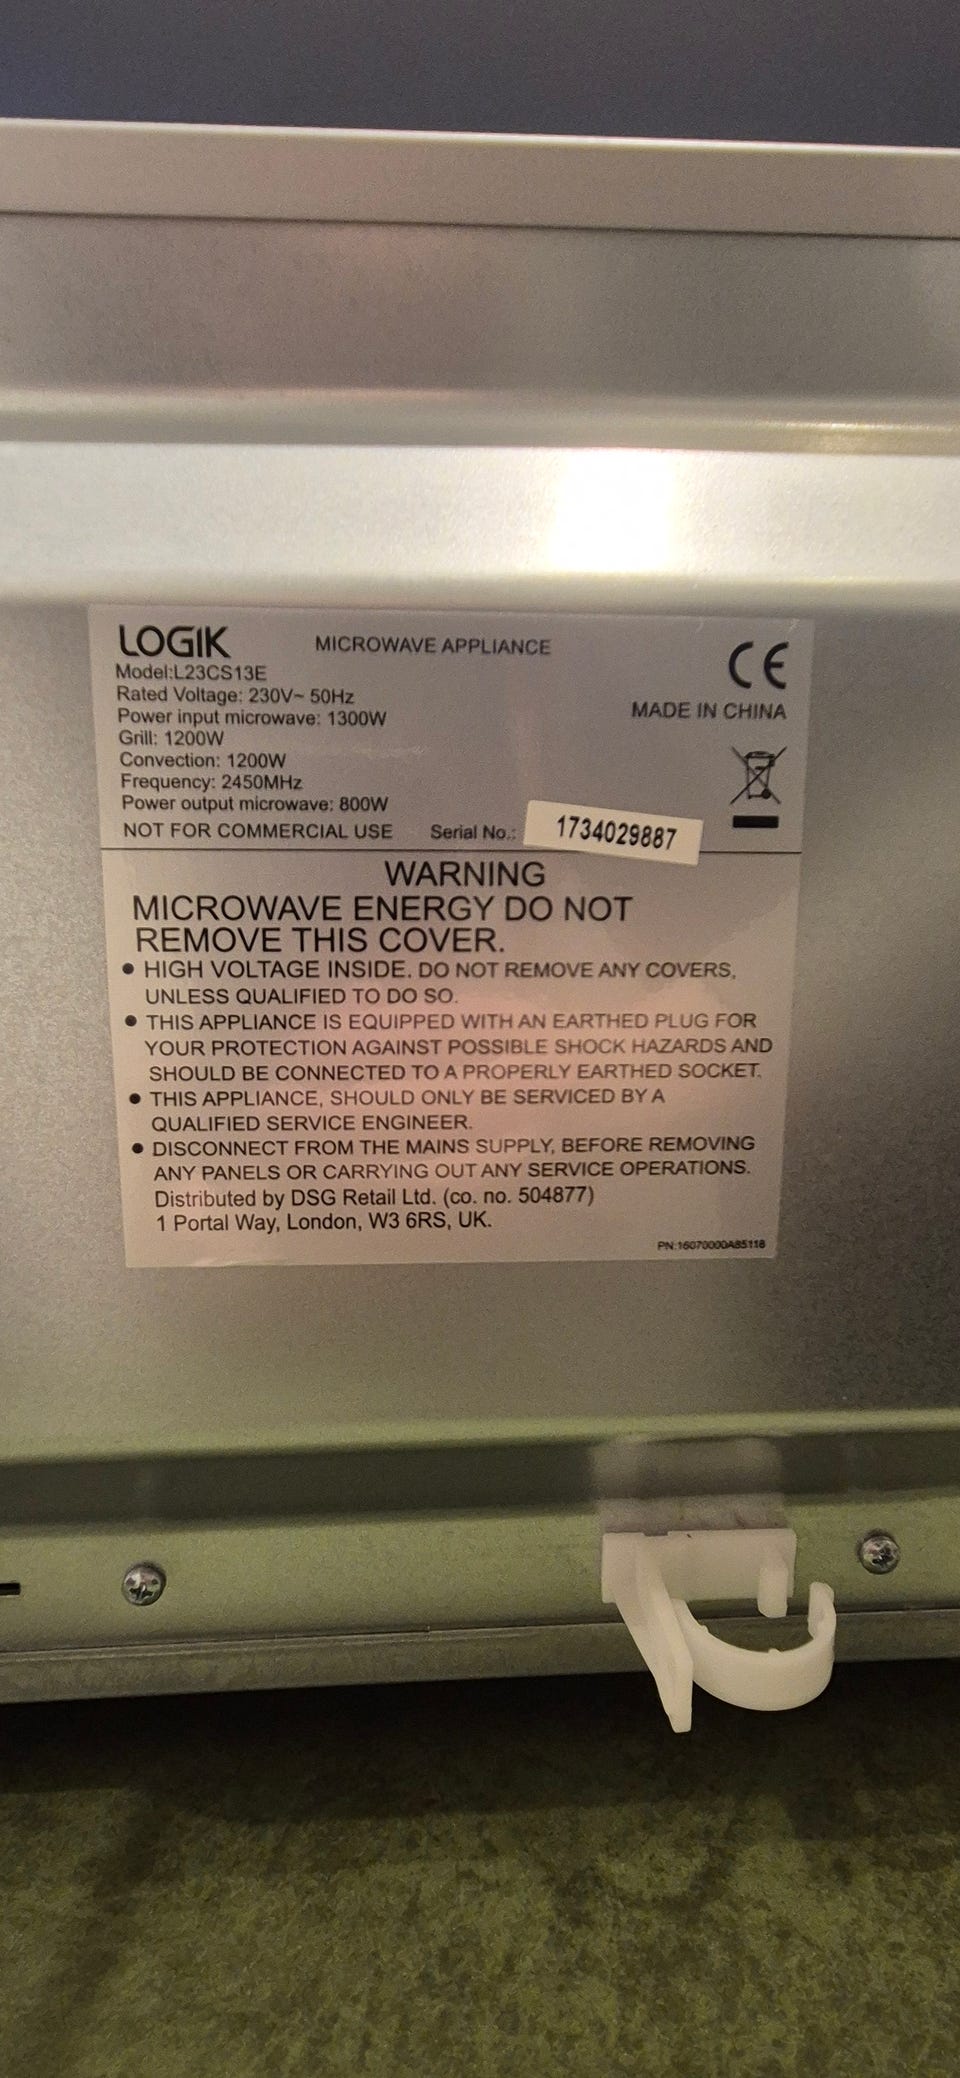 LOGIK MICROWAVE APPLIANCE CE
Model:L23CS13E
Rated Voltage: 230V~ 50Hz
Power input microwave: 1300W MADE IN CHINA
Grill: 1200W
Convection: 1200W
Frequency: 2450MHz
Power output microwave: 800W
NOT FOR COMMERCIAL USE Serial No.: 1734029887
WARNING
MICROWAVE ENERGY DO NOT
REMOVE THIS COVER.
● HIGH VOLTAGE INSIDE. DO NOT REMOVE ANY COVERS,
UNLESS QUALIFIED TO DO SO.
● THIS APPLIANCE IS EQUIPPED WITH AN EARTHED PLUG FOR
YOUR PROTECTION AGAINST POSSIBLE SHOCK HAZARDS AND
SHOULD BE CONNECTED TO A PROPERLY EARTHED SOCKET.
● THIS APPLIANCE, SHOULD ONLY BE SERVICED BY A
QUALIFIED SERVICE ENGINEER.
● DISCONNECT FROM THE MAINS SUPPLY, BEFORE REMOVING
ANY PANELS OR CARRYING OUT ANY SERVICE OPERATIONS.
Distributed by DSG Retail Ltd. (co. no. 504877)
1 Portal Way, London, W3 6RS, UK.
PN:16070000A85118